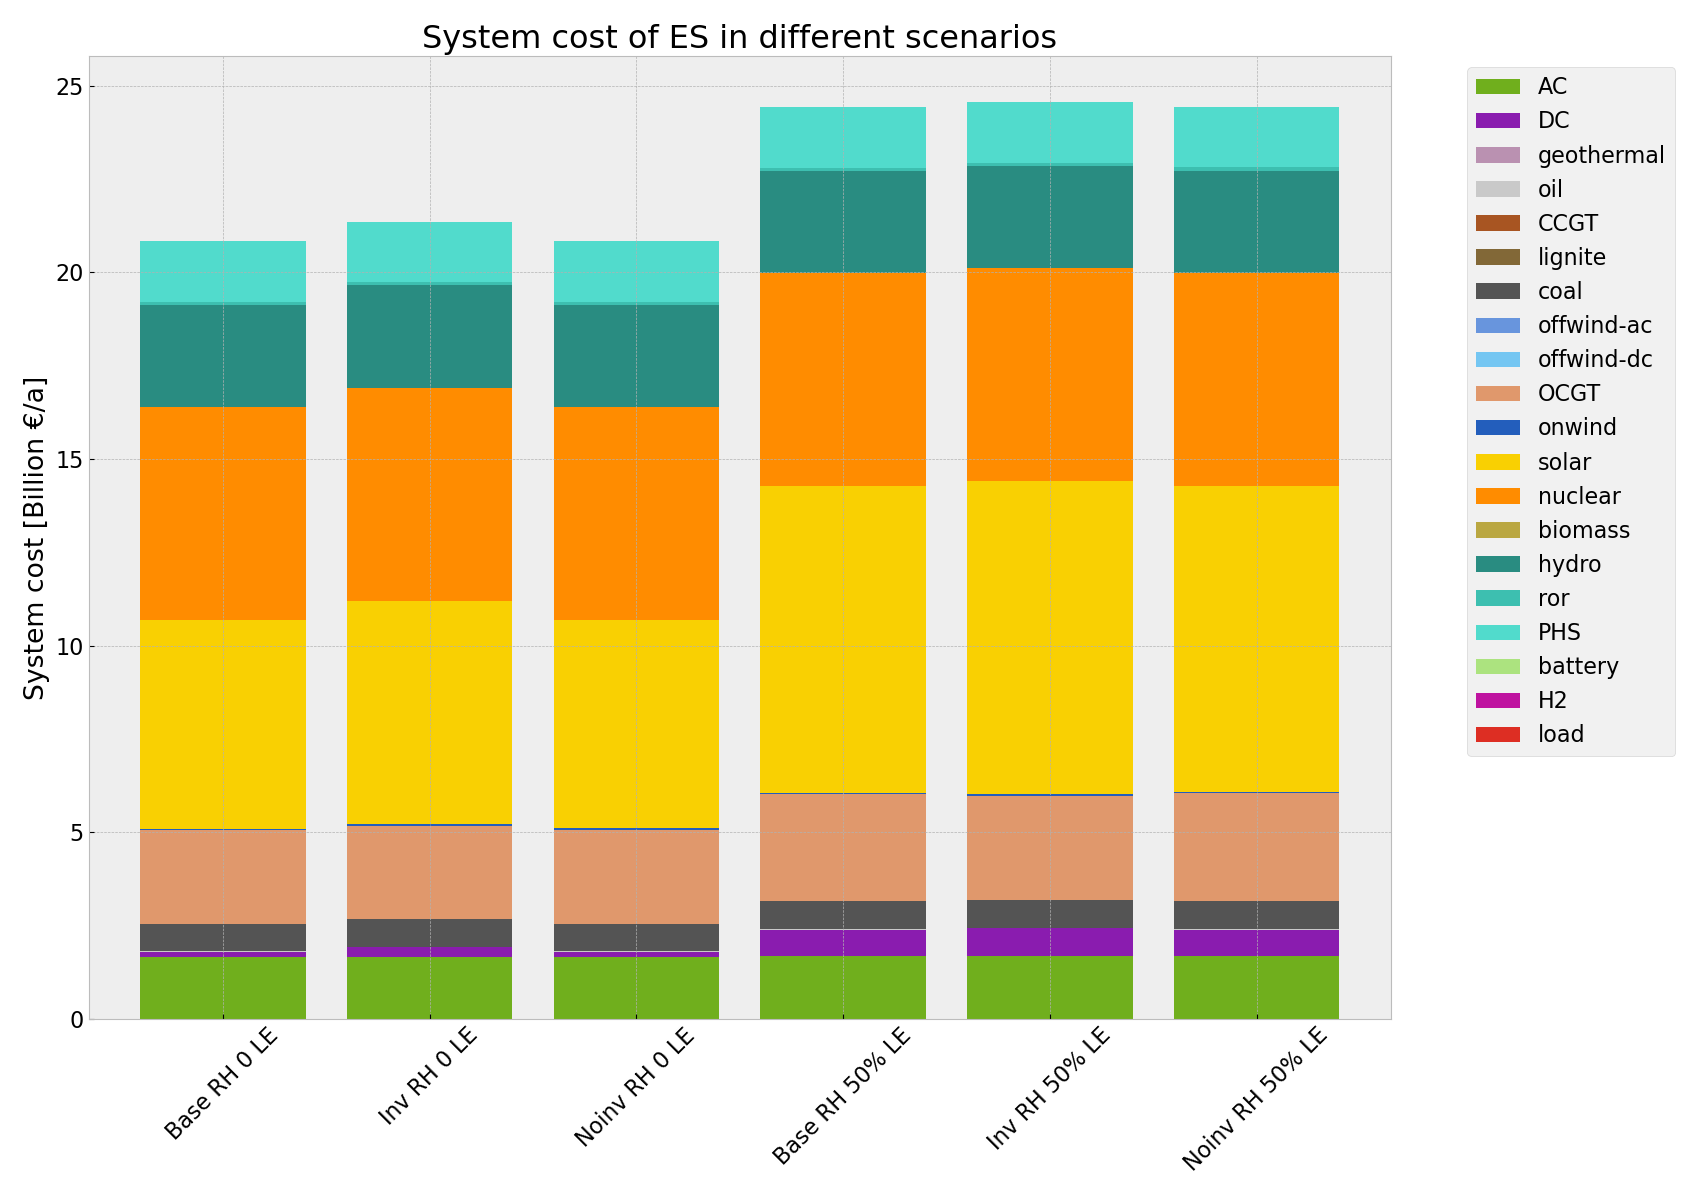 System cost of ES in different scenarios
System cost [Billion €/a]
25
20
15
10
5
0
Base RH 0 LE
Inv RH 0 LE
Noinv RH 0 LE
Base RH 50% LE
Inv RH 50% LE
Noinv RH 50% LE
AC
DC
geothermal
oil
CCGT
lignite
coal
offwind-ac
offwind-dc
OCGT
onwind
solar
nuclear
biomass
hydro
ror
PHS
battery
H2
load